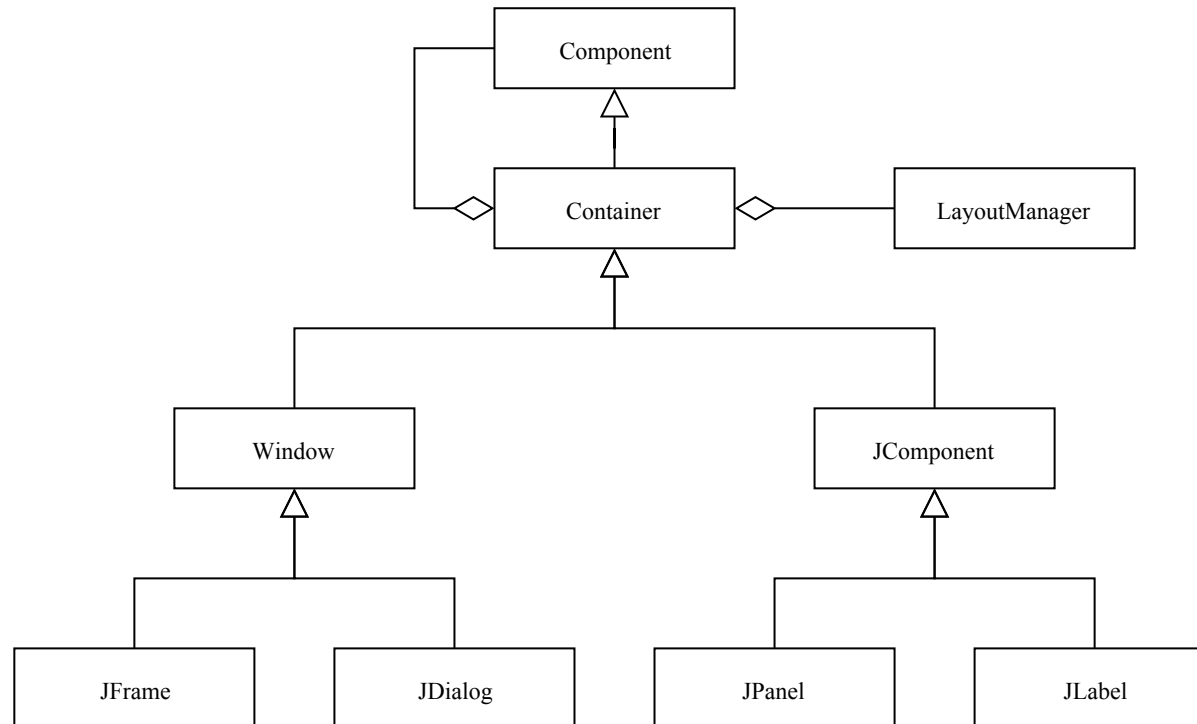 Component
Container
LayoutManager
Window
JComponent
JFrame
JDialog
JPanel
JLabel